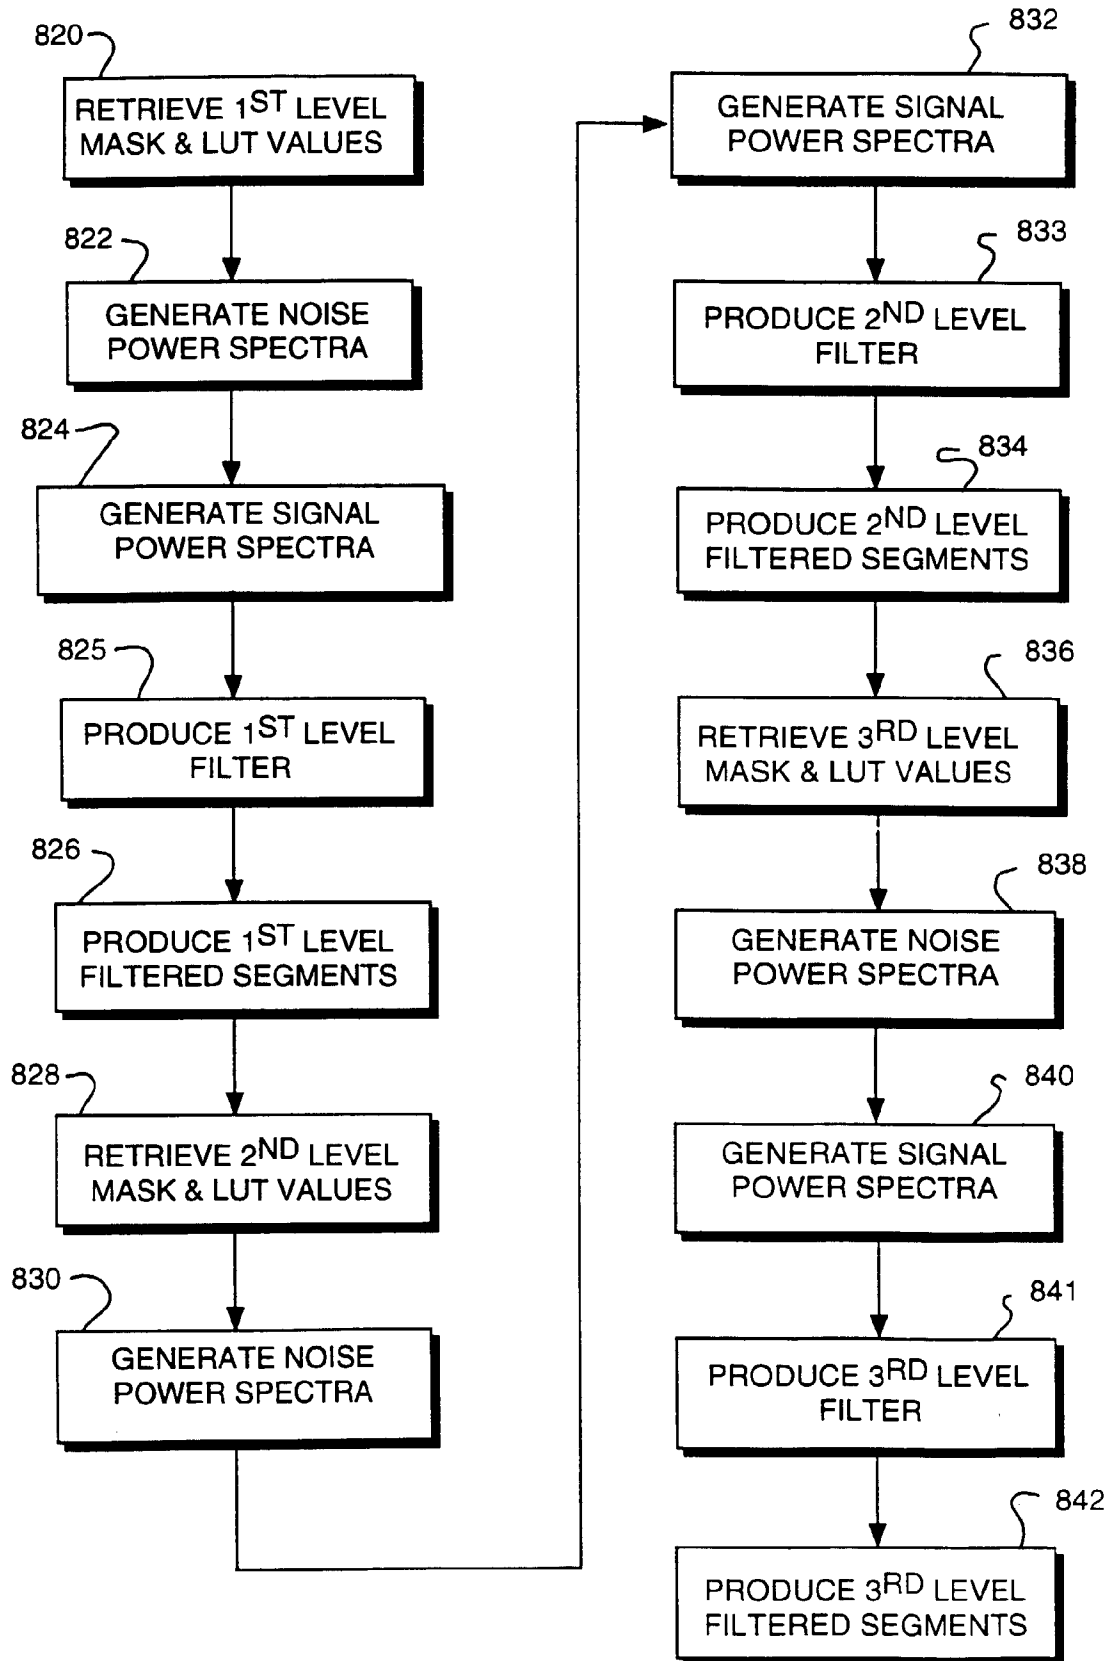 820
RETRIEVE 1ST LEVEL
MASK & LUT VALUES
822
GENERATE NOISE
POWER SPECTRA
824
GENERATE SIGNAL
POWER SPECTRA
825
PRODUCE 1ST LEVEL
FILTER
826
PRODUCE 1ST LEVEL
FILTERED SEGMENTS
828
RETRIEVE 2ND LEVEL
MASK & LUT VALUES
830
GENERATE NOISE
POWER SPECTRA
832
GENERATE SIGNAL
POWER SPECTRA
833
PRODUCE 2ND LEVEL
FILTER
834
PRODUCE 2ND LEVEL
FILTERED SEGMENTS
836
RETRIEVE 3RD LEVEL
MASK & LUT VALUES
838
GENERATE NOISE
POWER SPECTRA
840
GENERATE SIGNAL
POWER SPECTRA
841
PRODUCE 3RD LEVEL
FILTER
842
PRODUCE 3RD LEVEL
FILTERED SEGMENTS